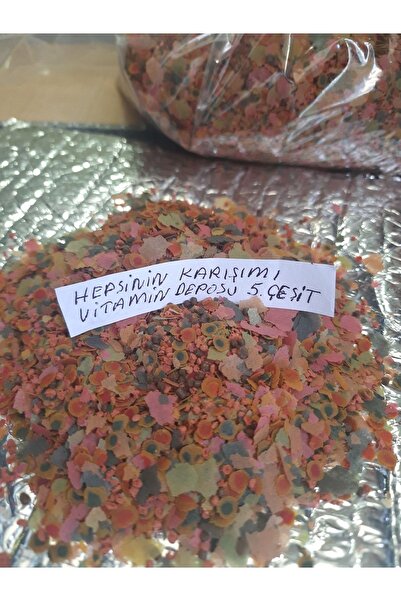 HEPSİNİN KARIŞIMI
VİTAMİN DEPOSU 5 ÇEŞİT